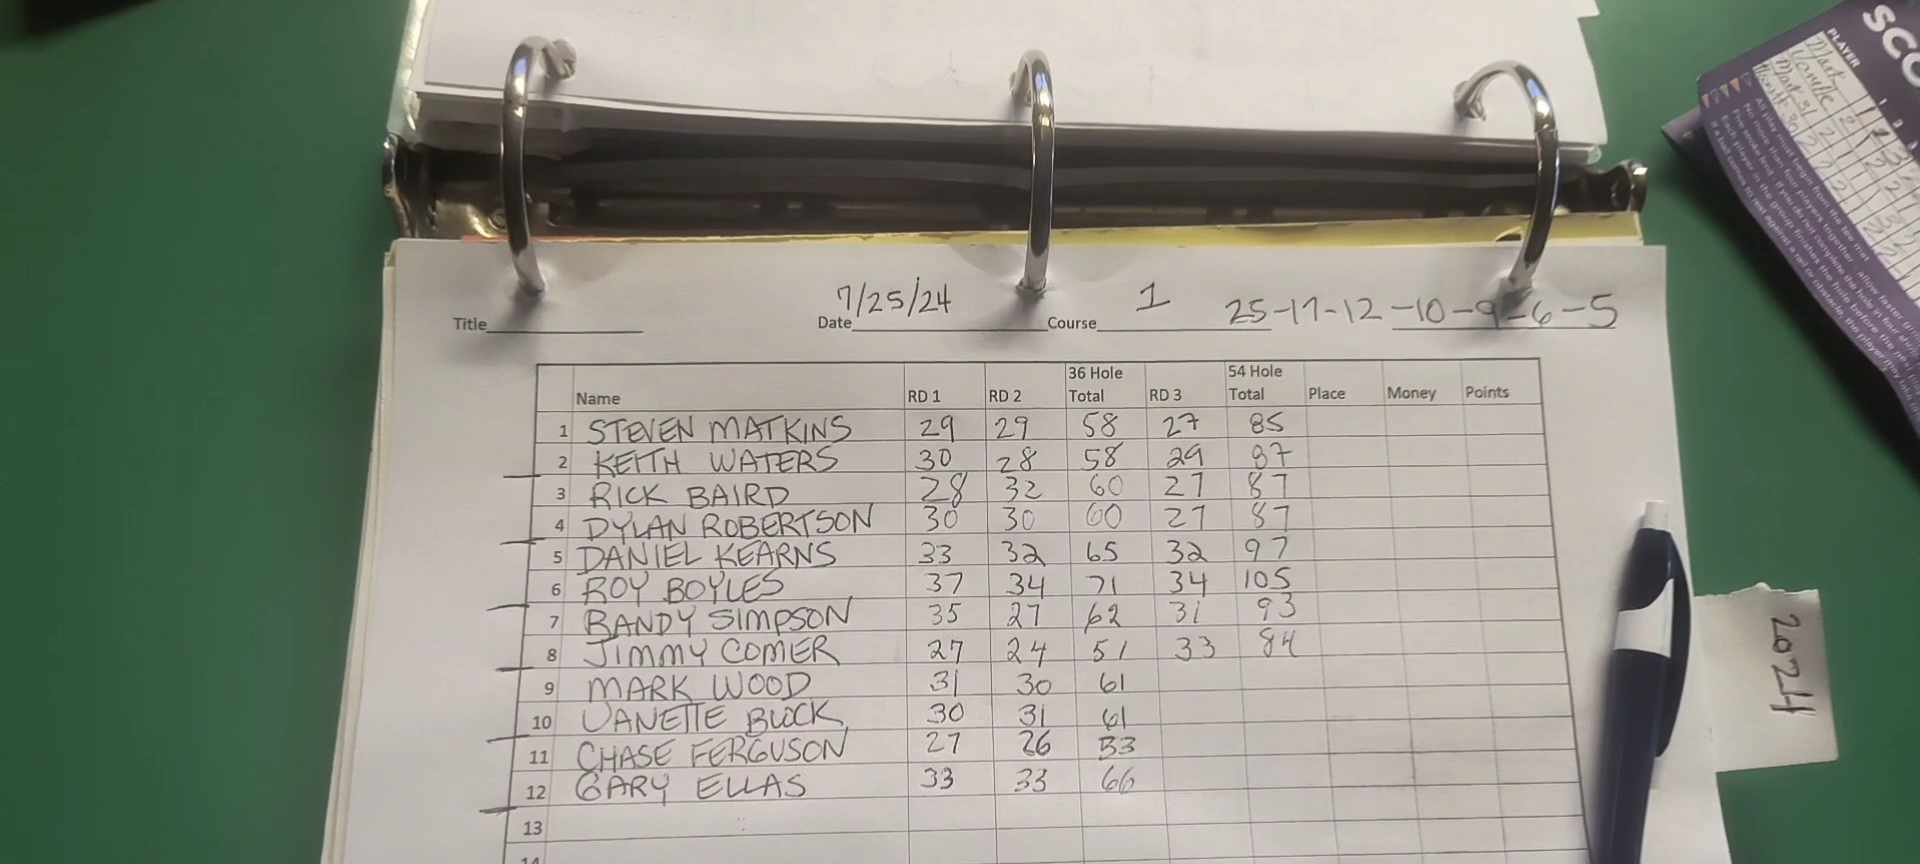 7/25/24 1 25-17-12-10-9-6-5
Title Date Course
Name RD 1 RD 2 36 Hole Total RD 3 54 Hole Total Place Money Points
1 STEVEN MATKINS 29 29 58 27 85
2 KEITH WATERS 30 28 58 29 87
3 RICK BAIRD 28 32 60 27 87
4 DYLAN ROBERTSON 30 30 60 27 87
5 DANIEL KEARNS 33 32 65 32 97
6 ROY BOYLES 37 34 71 34 105
7 RANDY SIMPSON 35 27 62 31 93
8 JIMMY COMER 27 24 51 33 84
9 MARK WOOD 31 30 61
10 VANETTE BLOCK 30 31 61
11 CHASE FERGUSON 27 26 53
12 GARY ELLAS 33 33 66
13
14
2024
SCO
PLAYER
Mark